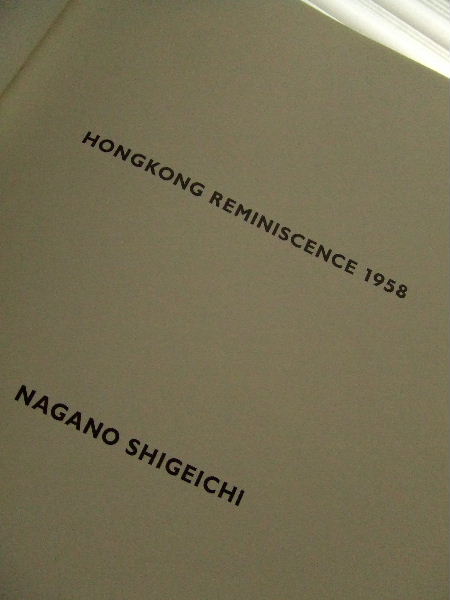 HONGKONG REMINISCENCE 1958
NAGANO SHIGEICHI